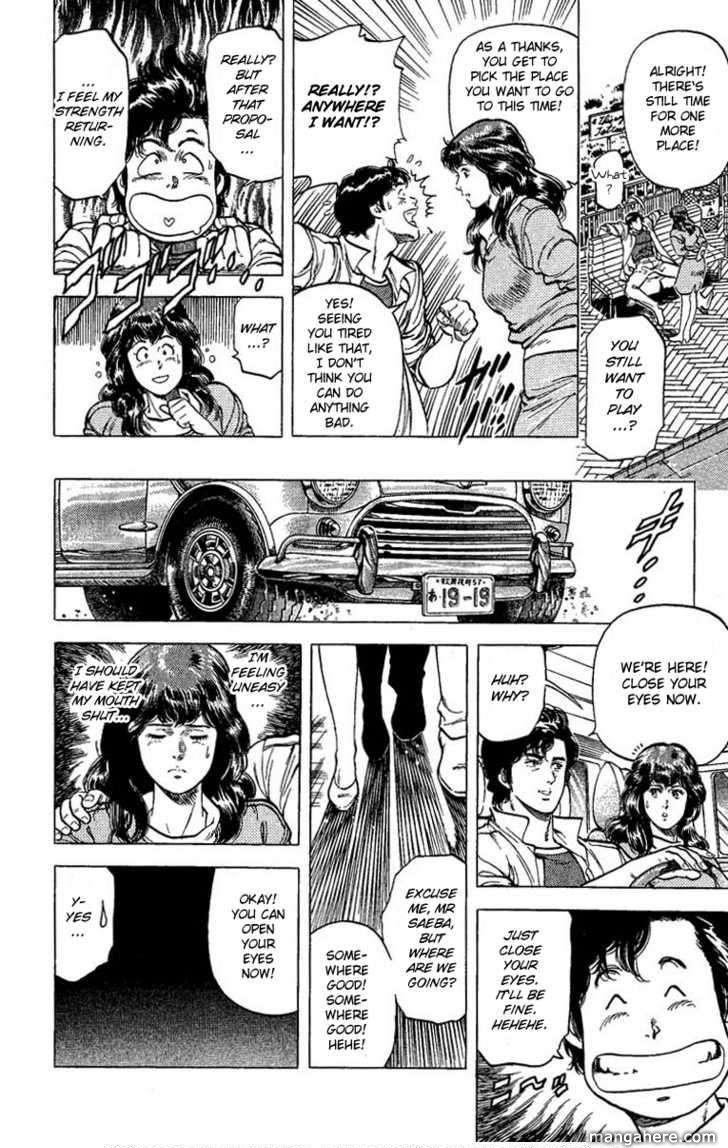 ALRIGHT!
THERE'S
STILL TIME
FOR ONE
MORE
PLACE!
What
?
YOU
STILL
WANT
TO
PLAY
...?
AS A THANKS,
YOU GET TO
PICK THE PLACE
YOU WANT TO GO
TO THIS TIME!
REALLY!?
ANYWHERE
I WANT!?
YES!
SEEING
YOU TIRED
LIKE THAT,
I DON'T
THINK YOU
CAN DO
ANYTHING
BAD.
REALLY?
BUT
AFTER
THAT
PROPO-
SAL
...
...
I FEEL MY
STRENGTH
RETUR-
NING.
WHAT
...?
あ 19-19
WE'RE HERE!
CLOSE YOUR
EYES NOW.
HUH?
WHY?
JUST
CLOSE
YOUR
EYES.
IT'LL BE
FINE.
HEHEHE.
EXCUSE
ME, MR
SAEBA,
BUT
WHERE
ARE WE
GOING?
SOME-
WHERE
GOOD!
SOME-
WHERE
GOOD!
HEHE!
I'M
FEELING
UNEASY
...
I SHOULD
HAVE KEPT
MY MOUTH
SHUT...
OKAY!
YOU CAN
OPEN
YOUR
EYES
NOW!
Y-
YES
...
mangahere.com